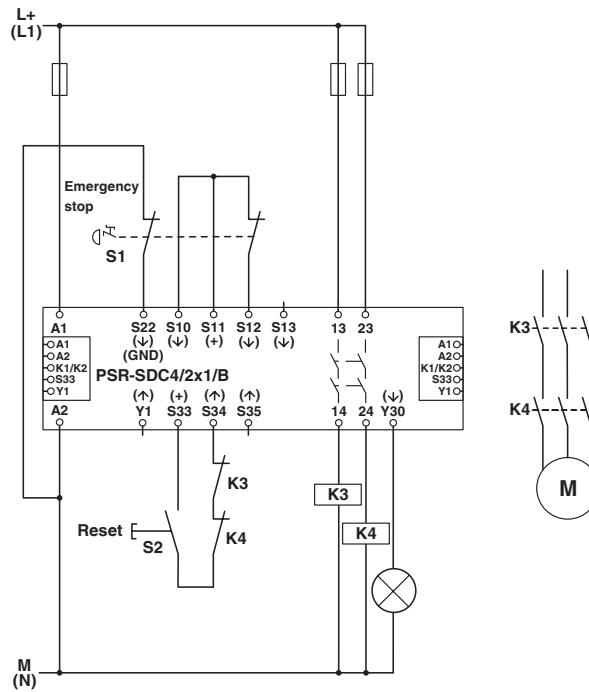 L+
(L1)
Emergency
stop
S1
A1 S22 S10 S11 S12 S13 13 23
(↓) (↓) (+) (↓) (↓)
(GND)
A1
A2
K1/K2
S33
Y1
PSR-SDC4/2x1/B
A1
A2
K1/K2
S33
Y1
(↑) (+) (↑) (↑) (↓)
A2 Y1 S33 S34 S35 14 24 Y30
K3
K4
M
K3
K3
Reset
S2
K4
K4
M
(N)